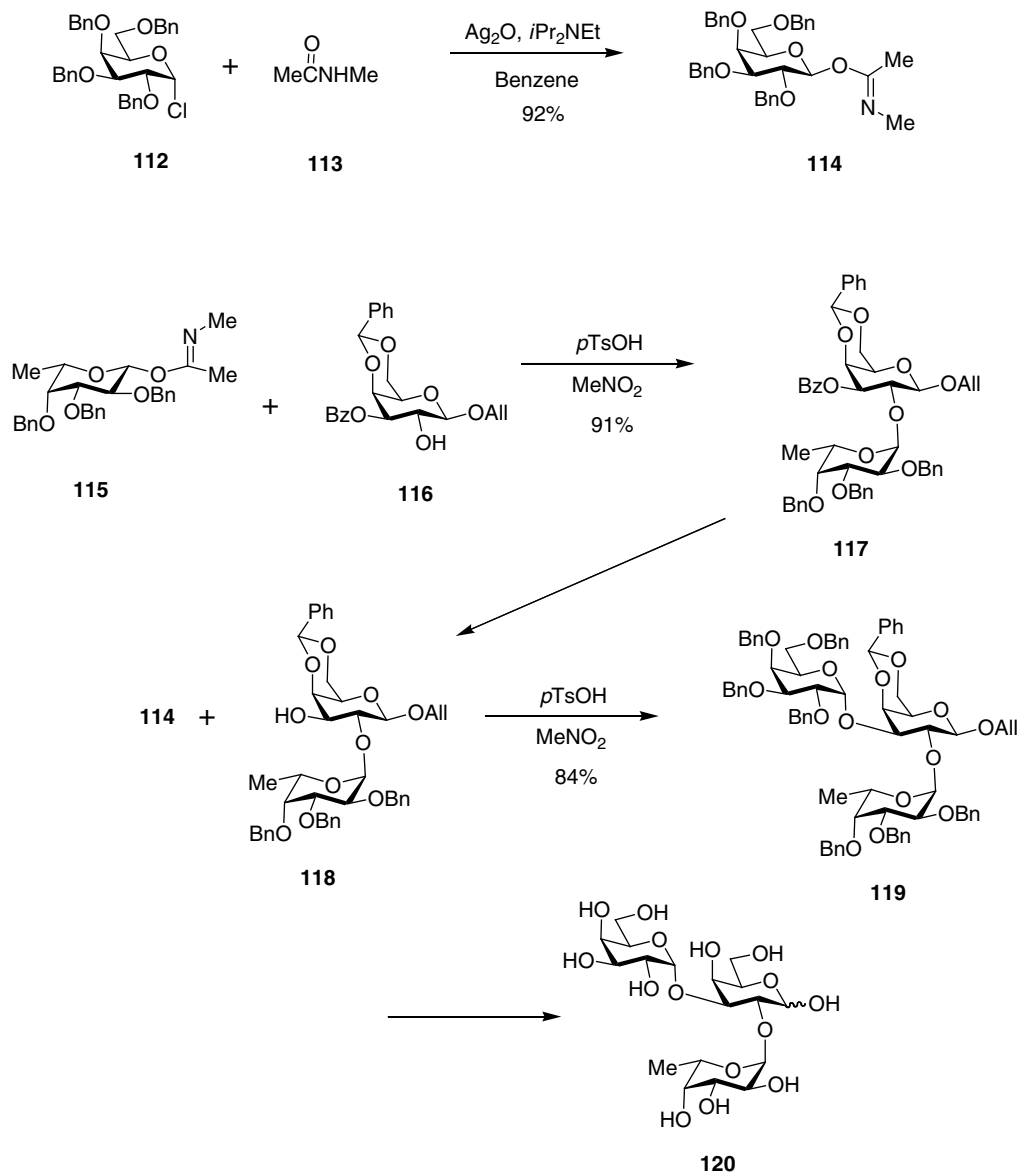 BnO OBn
O
BnO
BnO
Cl
112
+
O
MeCNHMe
113
Ag2O, iPr2NEt
Benzene
92%
BnO OBn
O
BnO
OBn
O
Me
N
Me
114
N Me
Me O O Me
OBn
BnO OBn
115
+
Ph
O
O
O
BzO OAll
OH
116
pTsOH
MeNO2
91%
Ph
O
O
O
BzO OAll
O
Me O
OBn
OBn
BnO
117
114 +
Ph
O
O
O
HO OAll
O
Me O
OBn
BnO OBn
118
pTsOH
MeNO2
84%
BnO OBn
O
BnO
BnO
O
Ph
O
O
O
OAll
O
Me O
OBn
OBn
BnO
119
OH OH
O
HO
HO
O
HO OH
O
OH
O
Me O
OH
HO OH
120